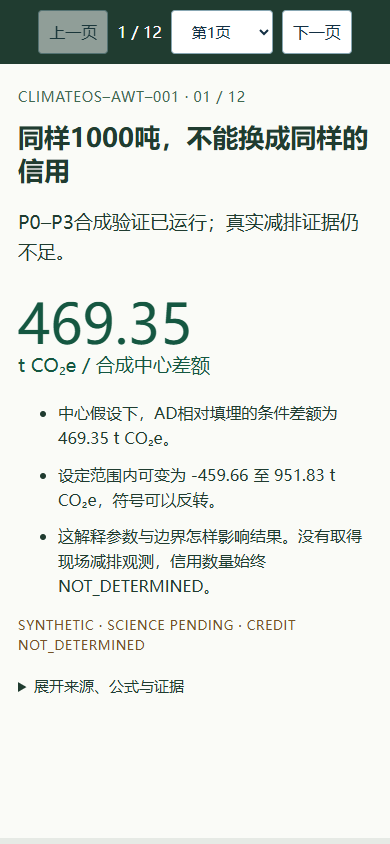 上一页 1 / 12 第1页 下一页
CLIMATEOS–AWT–001 · 01 / 12
同样1000吨，不能换成同样的
信用
P0–P3合成验证已运行；真实减排证据仍
不足。
469.35
t CO₂e / 合成中心差额
• 中心假设下，AD相对填埋的条件差额为
469.35 t CO₂e。
• 设定范围内可变为 -459.66 至 951.83 t
CO₂e，符号可以反转。
• 这解释参数与边界怎样影响结果。没有取得
现场减排观测，信用数量始终
NOT_DETERMINED。
SYNTHETIC · SCIENCE PENDING · CREDIT
NOT_DETERMINED
▶ 展开来源、公式与证据